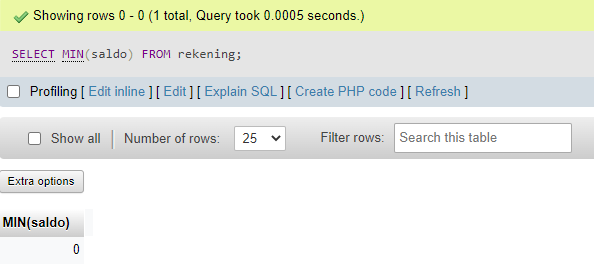 Showing rows 0 - 0 (1 total, Query took 0.0005 seconds.)
SELECT MIN(saldo) FROM rekening;
Profiling [ Edit inline ] [ Edit ] [ Explain SQL ] [ Create PHP code ] [ Refresh ]
Show all Number of rows: 25 Filter rows: Search this table
Extra options
MIN(saldo)
0